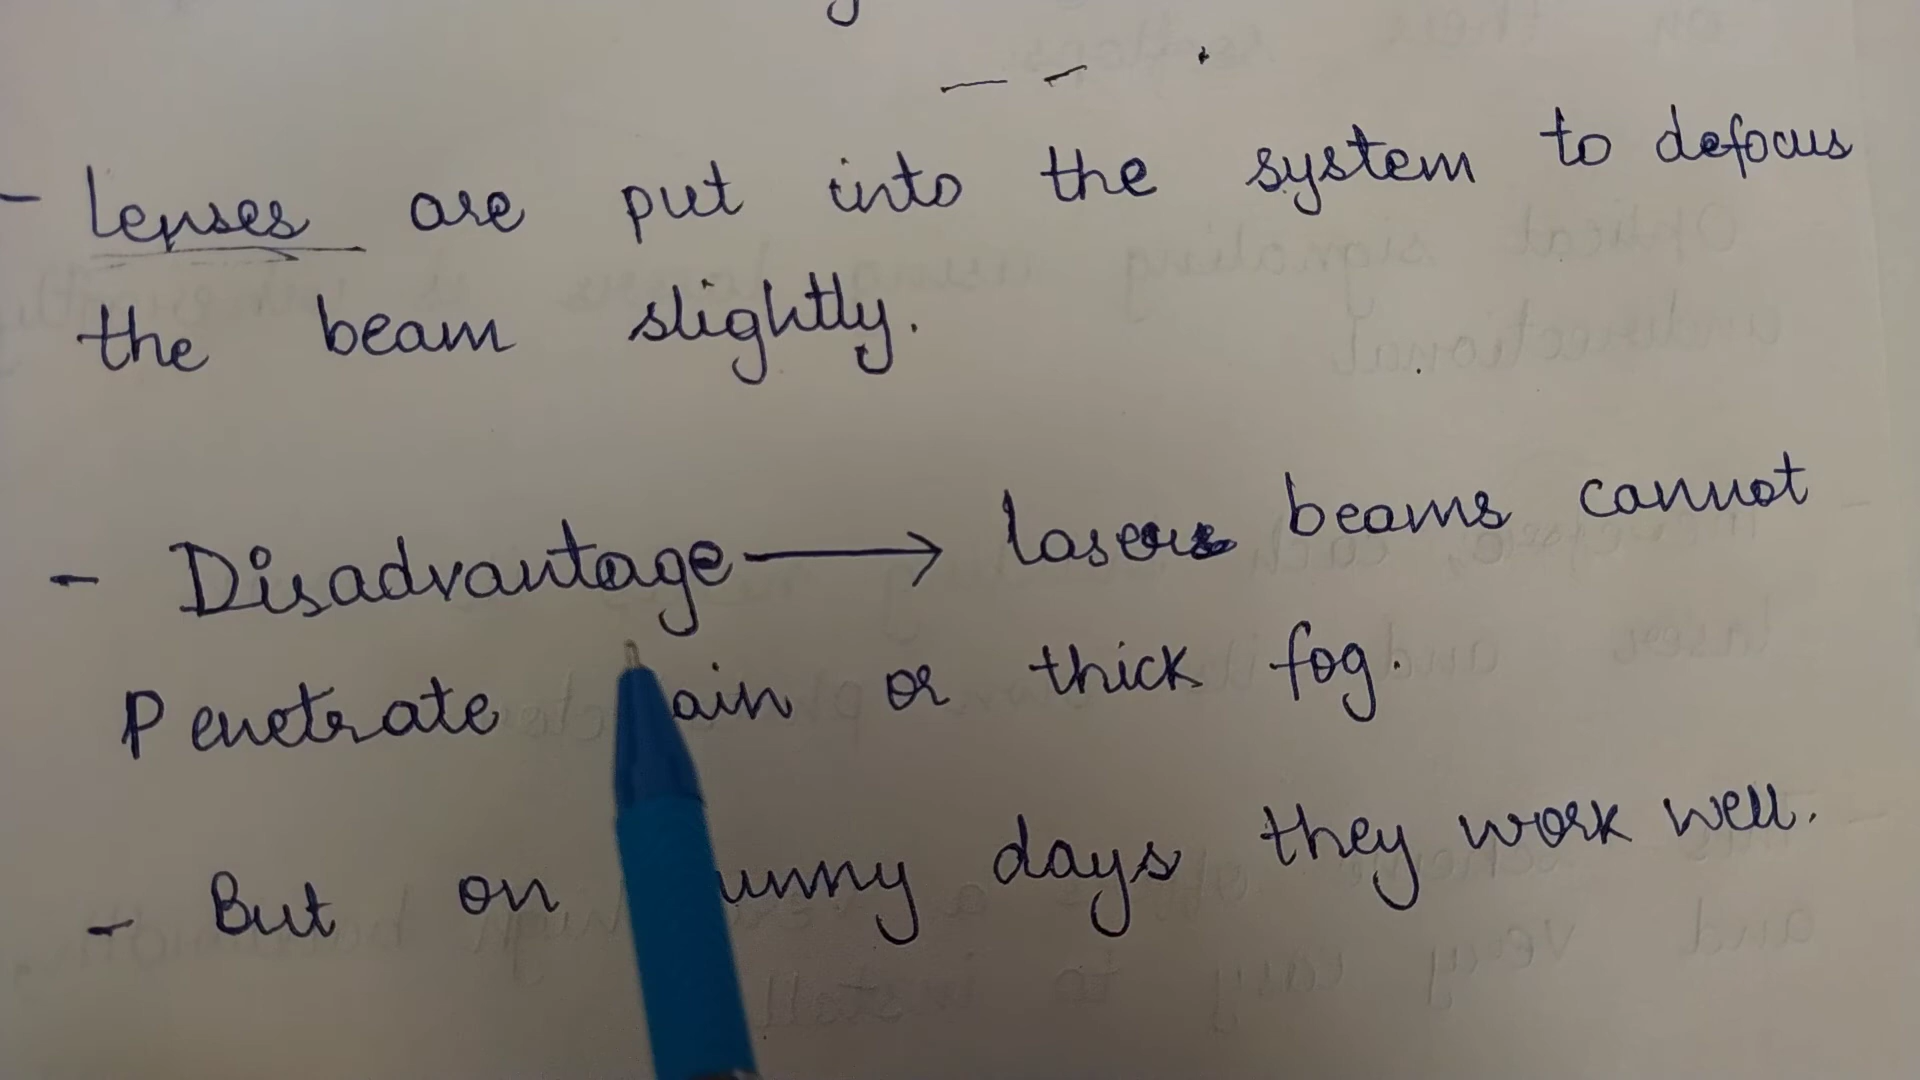 - Lenses are put into the system to defocus
the beam slightly.
- Disadvantage → laser beams cannot
Penetrate ain or thick fog.
- But on unny days they work well.